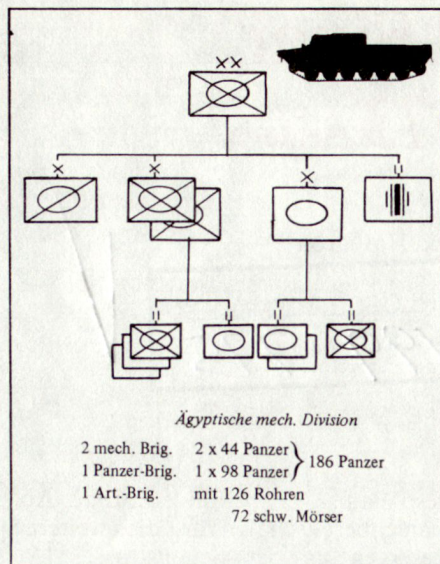 Ägyptische mech. Division
2 mech. Brig. 2 x 44 Panzer
1 Panzer-Brig. 1 x 98 Panzer } 186 Panzer
1 Art.-Brig. mit 126 Rohren
72 schw. Mörser